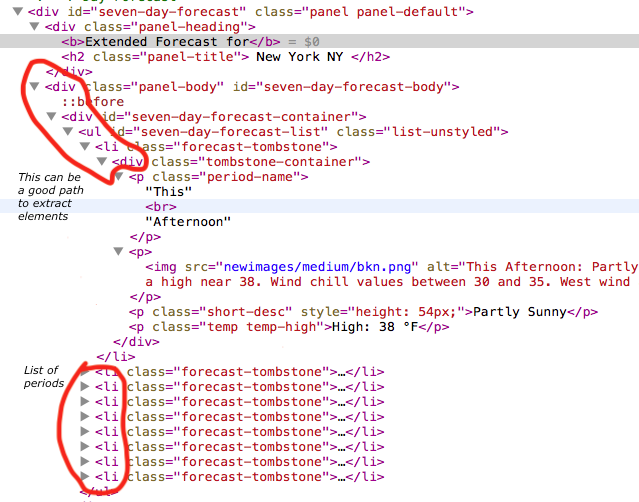 <div id="seven-day-forecast" class="panel panel-default">
<div class="panel-heading">
<b>Extended Forecast for</b> = $0
<h2 class="panel-title"> New York NY </h2>
</div>
<div class="panel-body" id="seven-day-forecast-body">
::before
<div id="seven-day-forecast-container">
<ul id="seven-day-forecast-list" class="list-unstyled">
<li class="forecast-tombstone">
<div class="tombstone-container">
This can be
a good path
to extract
elements
<p class="period-name">
"This"
<br>
"Afternoon"
</p>
<p>
<img src="newimages/medium/bkn.png" alt="This Afternoon: Partly
a high near 38. Wind chill values between 30 and 35. West wind
</p>
<p class="short-desc" style="height: 54px;">Partly Sunny</p>
<p class="temp temp-high">High: 38 °F</p>
</div>
</li>
List of
periods
<li class="forecast-tombstone">…</li>
<li class="forecast-tombstone">…</li>
<li class="forecast-tombstone">…</li>
<li class="forecast-tombstone">…</li>
<li class="forecast-tombstone">…</li>
<li class="forecast-tombstone">…</li>
<li class="forecast-tombstone">…</li>
<li class="forecast-tombstone">…</li>
</ul>